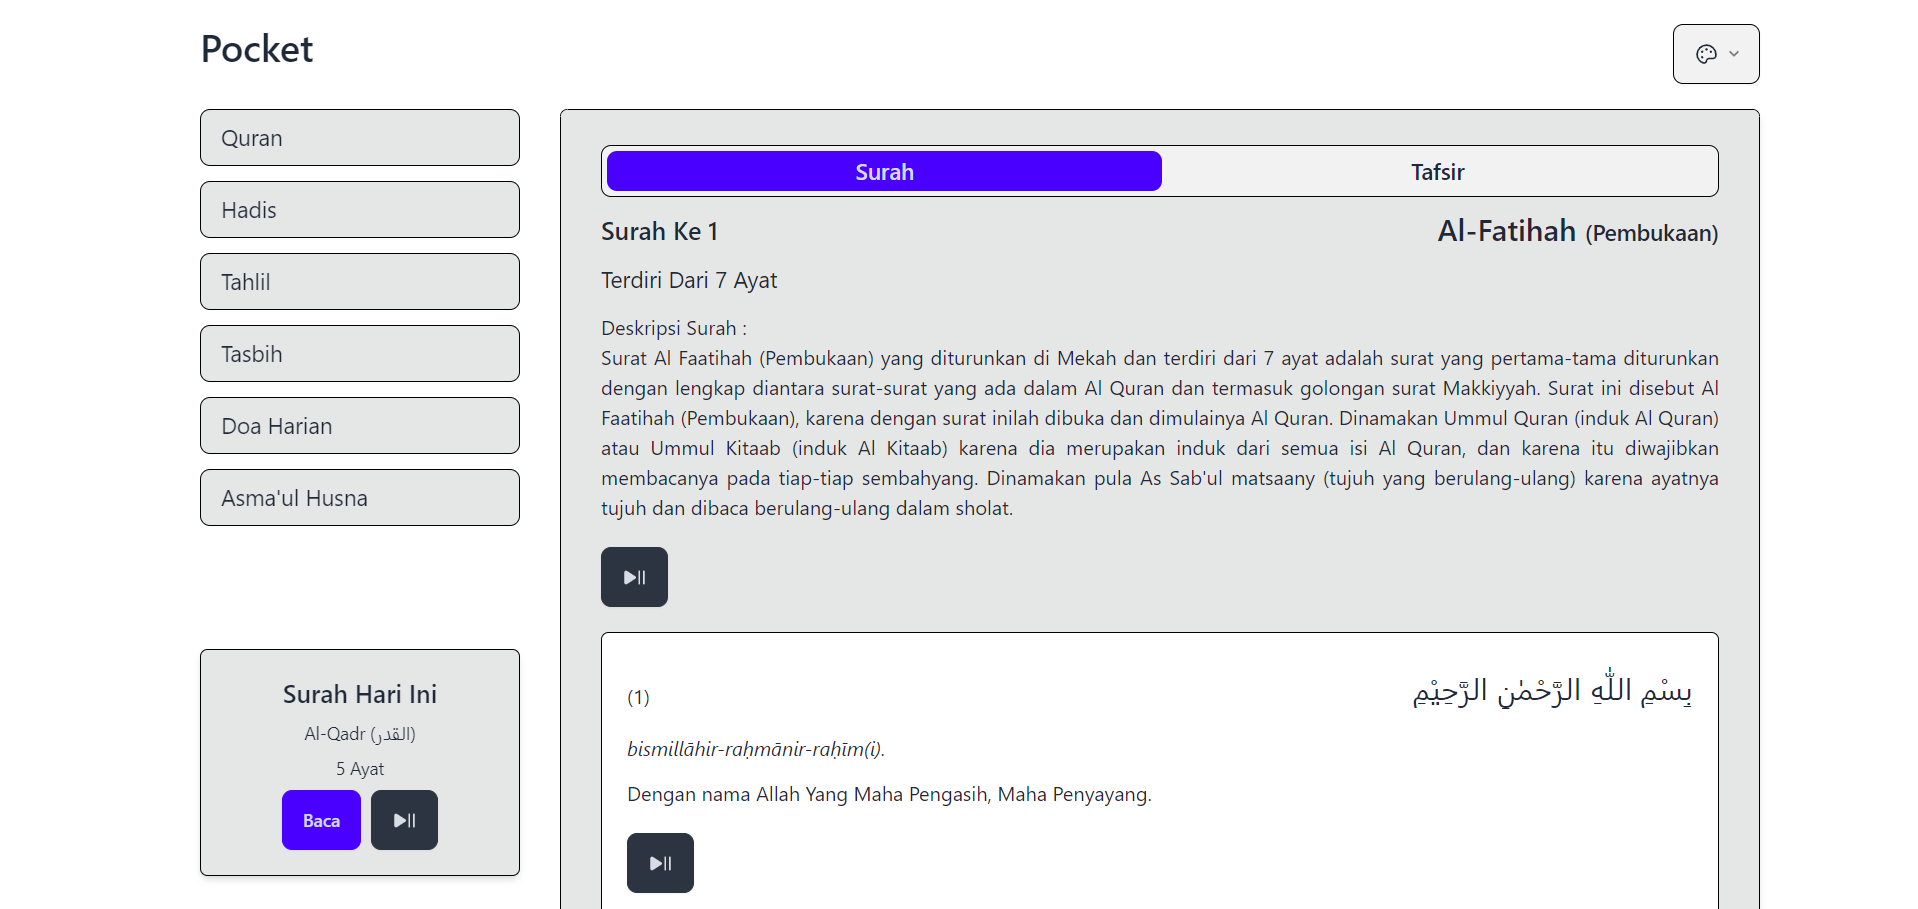 Pocket
Quran
Hadis
Tahlil
Tasbih
Doa Harian
Asma'ul Husna
Surah Hari Ini
Al-Qadr (القدر)
5 Ayat
Baca
Surah
Tafsir
Surah Ke 1
Al-Fatihah (Pembukaan)
Terdiri Dari 7 Ayat
Deskripsi Surah :
Surat Al Faatihah (Pembukaan) yang diturunkan di Mekah dan terdiri dari 7 ayat adalah surat yang pertama-tama diturunkan
dengan lengkap diantara surat-surat yang ada dalam Al Quran dan termasuk golongan surat Makkiyyah. Surat ini disebut Al
Faatihah (Pembukaan), karena dengan surat inilah dibuka dan dimulainya Al Quran. Dinamakan Ummul Quran (induk Al Quran)
atau Ummul Kitaab (induk Al Kitaab) karena dia merupakan induk dari semua isi Al Quran, dan karena itu diwajibkan
membacanya pada tiap-tiap sembahyang. Dinamakan pula As Sab'ul matsaany (tujuh yang berulang-ulang) karena ayatnya
tujuh dan dibaca berulang-ulang dalam sholat.
(1)
بِسْمِ اللّٰهِ الرَّحْمٰنِ الرَّحِيْمِ
bismillāhir-raḥmānir-raḥīm(i).
Dengan nama Allah Yang Maha Pengasih, Maha Penyayang.